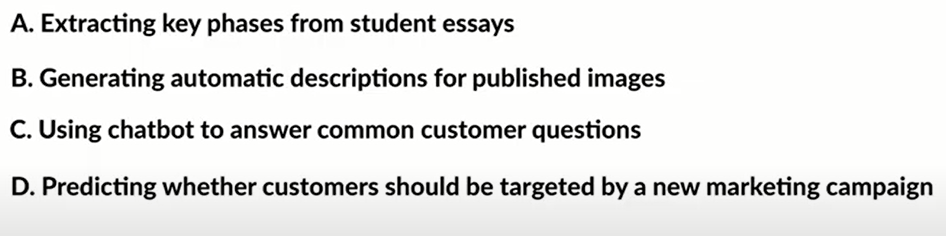 A. Extracting key phases from student essays
B. Generating automatic descriptions for published images
C. Using chatbot to answer common customer questions
D. Predicting whether customers should be targeted by a new marketing campaign